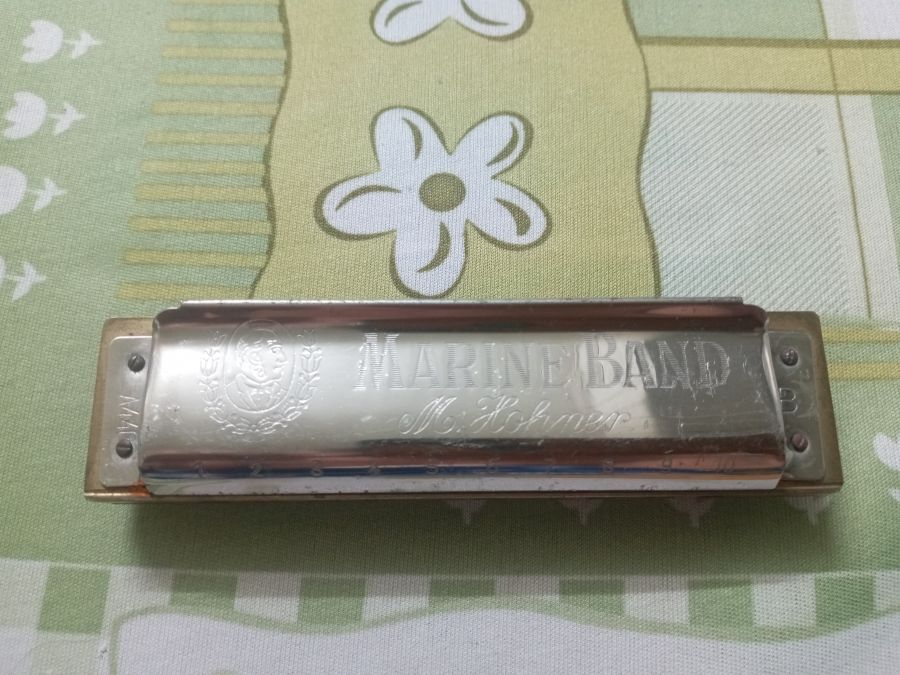 MARINE BAND
M. Hohner
1 2 3 4 5 6 7 8 9 10